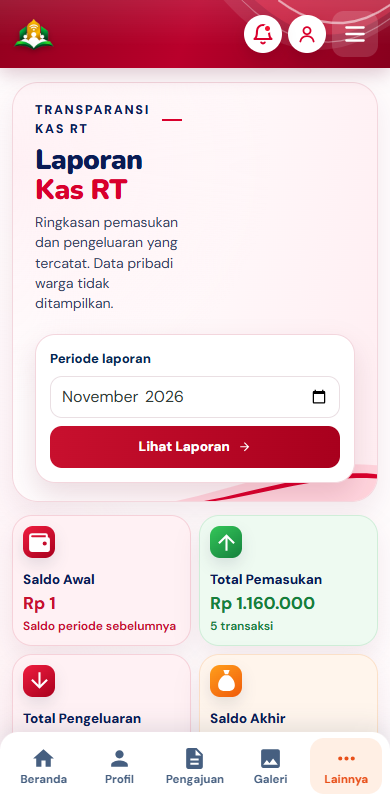 TRANSPARANSI
KAS RT
Laporan
Kas RT
Ringkasan pemasukan
dan pengeluaran yang
tercatat. Data pribadi
warga tidak
ditampilkan.
Periode laporan
November 2026
Lihat Laporan →
Saldo Awal
Rp 1
Saldo periode sebelumnya
Total Pemasukan
Rp 1.160.000
5 transaksi
Total Pengeluaran
Saldo Akhir
Beranda
Profil
Pengajuan
Galeri
Lainnya